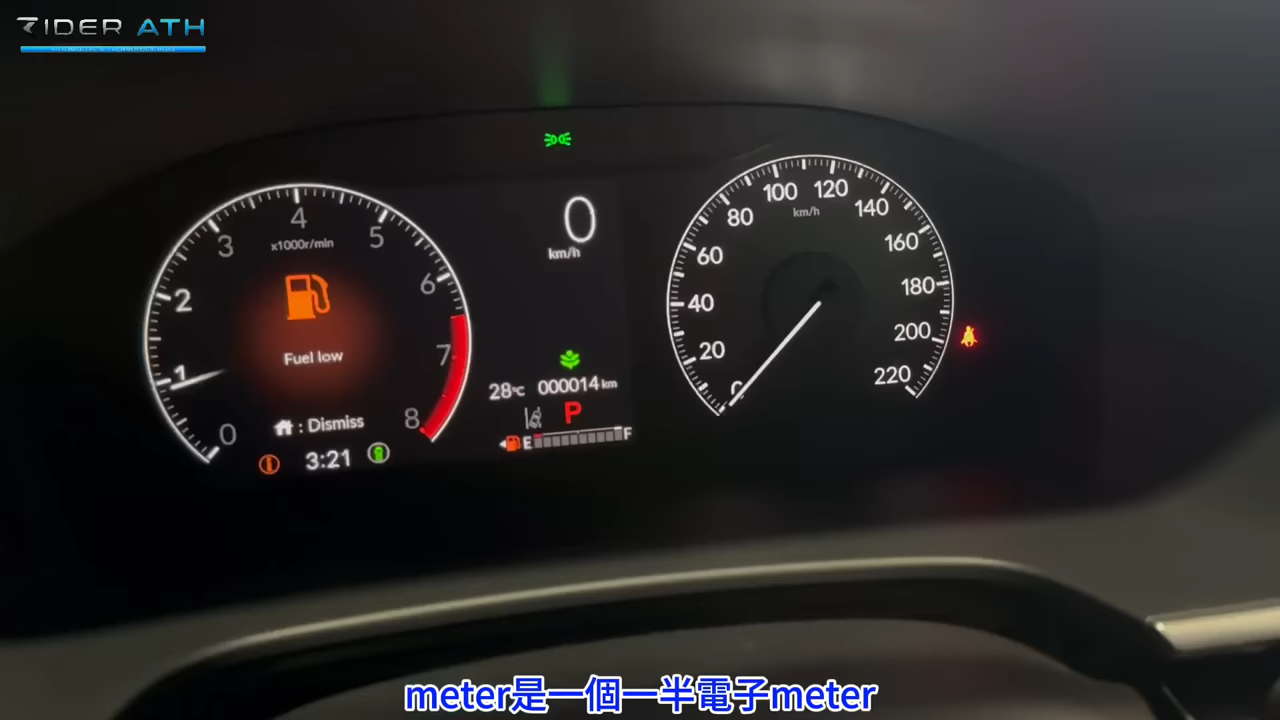 RIDER ATH
4
3
5
x1000r/min
2
6
Fuel low
1
7
0
8
: Dismiss
3:21
0
km/h
28℃ 000014 km
P
E
F
100
120
80
km/h
140
60
160
40
180
20
200
0
220
meter是一個一半電子meter